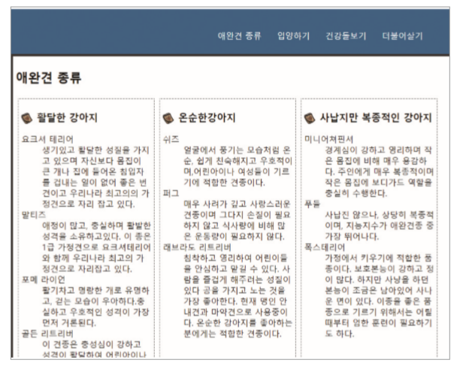 애완견 종류 입양하기 건강돌보기 더불어살기
애완견 종류
활달한 강아지
요크셔 테리어
생기있고 활달한 성질을 가지
고 있으며 자신보다 몸집이
큰 개나 집에 들어온 침입자
를 겁내는 일이 없어 좋은 번
견이고 우리나라 최고의의 가
정견으로 자리 잡고 있다.
말티즈
애정이 많고, 충실하며 활발한
성격을 소유하고있다. 이 종은
1급 가정견으로 요크셔테리어
와 함께 우리나라 최고의 가
정견으로 자리잡고 있다.
포메 라이언
활기차고 명랑한 개로 유명하
고, 걷는 모습이 우아하다.충
실하고 우호적인 성격이 가장
먼저 거론된다.
골든 리트리버
이 견종은 충성심이 강하고
성격이 활달하여 어린아이나
온순한강아지
쉬즈
얼굴에서 풍기는 모습처럼 온
순, 쉽게 친숙해지고 우호적이
며,어린아이나 여성들이 기르
기에 적합한 견종이다.
퍼그
매우 사려가 깊고 사랑스러운
견종이며 그다지 손질이 필요
하지 않고 식사량에 비해 많
은 운동량이 필요하지 않다.
래브라도 리트리버
침착하고 영리하여 어린이들
을 안심하고 맡길 수 있다. 사
람을 즐겁게 해주려는 성질이
있다 공을 가지고 노는 것을
가장 좋아한다. 현재 맹인 안
내견과 마약견으로 사용중이
다. 온순한 강아지를 좋아하는
분에게는 적합한 견종이다.
사납지만 복종적인 강아지
미니어쳐핀셔
경계심이 강하고 영리하며 작
은 몸집에 비해 매우 용감하
다. 주인에게 매우 복종적이며
작은 몸집에 보디가드 역할을
충실히 수행한다.
푸들
사납진 않으나, 상당히 복종적
이며, 지능지수가 애완견중 중
가장 뛰어나다.
폭스테리어
가정에서 키우기에 적합한 품
종이다. 보호본능이 강하고 정
이 많다. 하지만 사냥을 하던
본능이 조금은 남아있어 사나
운 면이 있다. 이종을 좋은 품
종으로 기르기 위해서는 어릴
때부터 엄한 훈련이 필요하기
도 하다.